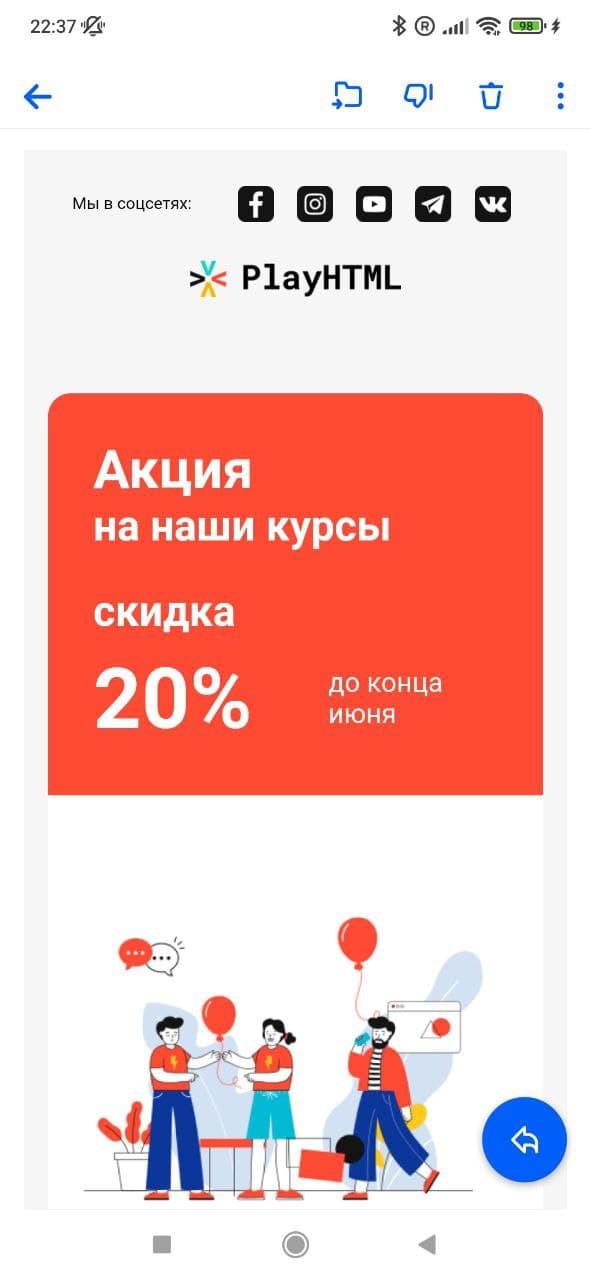 22:37
98
Мы в соцсетях:
PlayHTML
Акция
на наши курсы
скидка
20%
до конца
июня